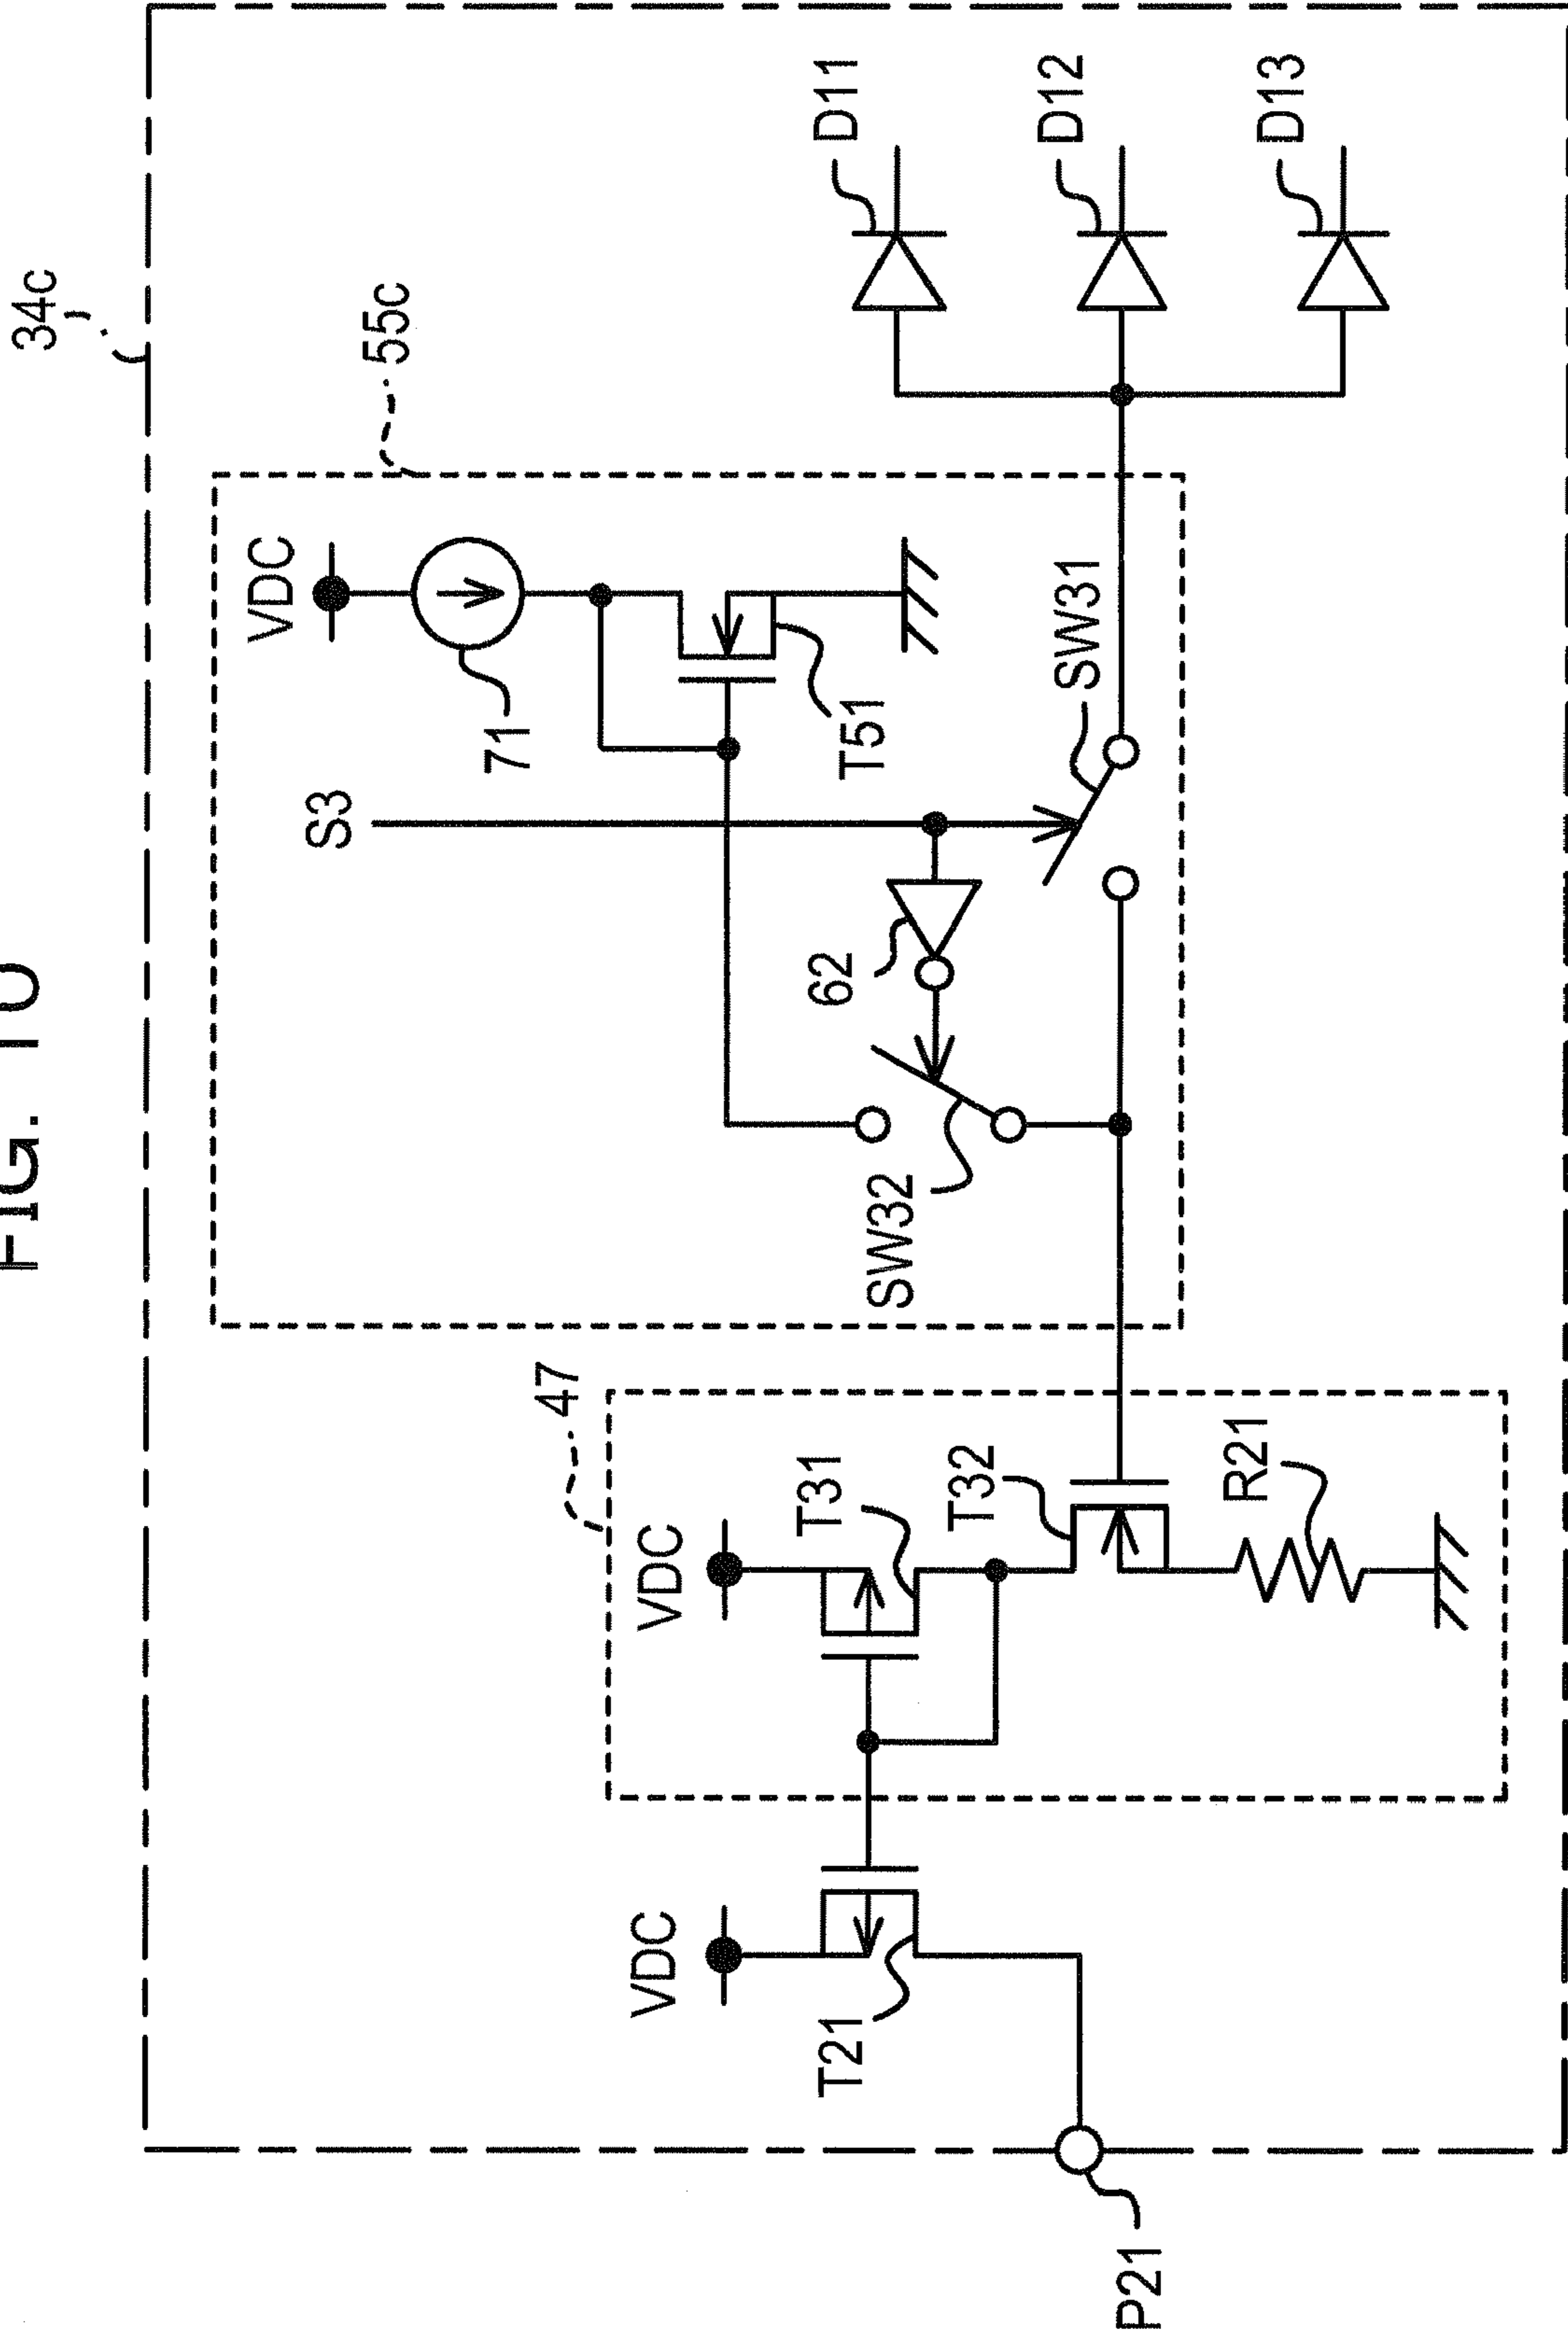 FIG. 10
34c
55c
VDC
71
T51
S3
62
SW32
SW31
D11
D12
D13
47
VDC
T31
T32
R21
VDC
T21
P21